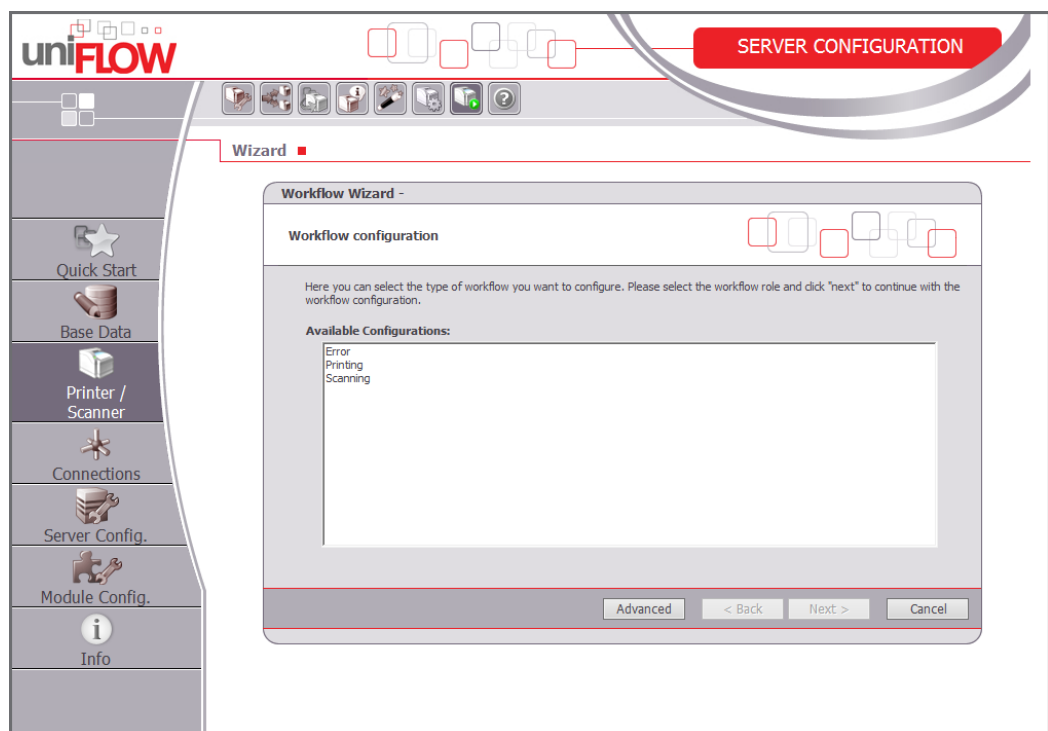 uniFLOW
SERVER CONFIGURATION
Wizard
Workflow Wizard -
Workflow configuration
Here you can select the type of workflow you want to configure. Please select the workflow role and click "next" to continue with the
workflow configuration.
Available Configurations:
Error
Printing
Scanning
Advanced
< Back
Next >
Cancel
Quick Start
Base Data
Printer /
Scanner
Connections
Server Config.
Module Config.
Info